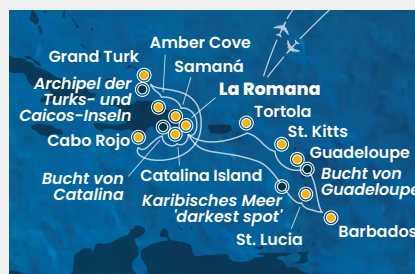 Grand Turk
Amber Cove
Samaná
Archipel der
Turks- und
Caicos-Inseln
La Romana
Tortola
St. Kitts
Cabo Rojo
Guadeloupe
Bucht von
Catalina
Catalina Island
Bucht von
Guadeloupe
Karibisches Meer
'darkest spot'
St. Lucia
Barbados